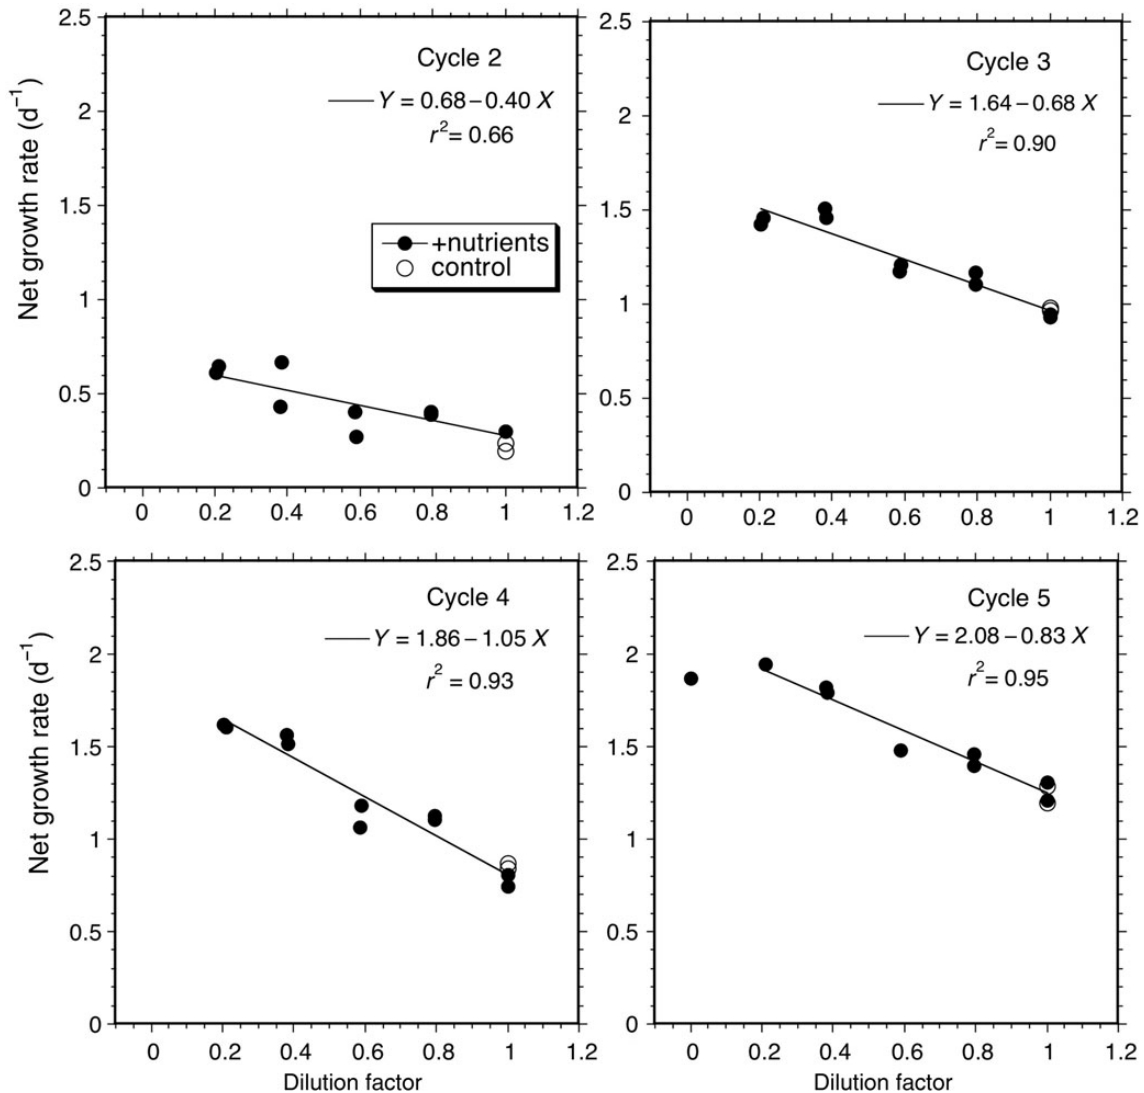 2.5
2
1.5
1
0.5
0
Net growth rate (d⁻¹)
Cycle 2
Y = 0.68 – 0.40 X
r² = 0.66
+nutrients
control
0 0.2 0.4 0.6 0.8 1 1.2
2.5
2
1.5
1
0.5
0
Cycle 3
Y = 1.64 – 0.68 X
r² = 0.90
0 0.2 0.4 0.6 0.8 1 1.2
2.5
2
1.5
1
0.5
0
Net growth rate (d⁻¹)
Cycle 4
Y = 1.86 – 1.05 X
r² = 0.93
0 0.2 0.4 0.6 0.8 1 1.2
Dilution factor
2.5
2
1.5
1
0.5
0
Cycle 5
Y = 2.08 – 0.83 X
r² = 0.95
0 0.2 0.4 0.6 0.8 1 1.2
Dilution factor